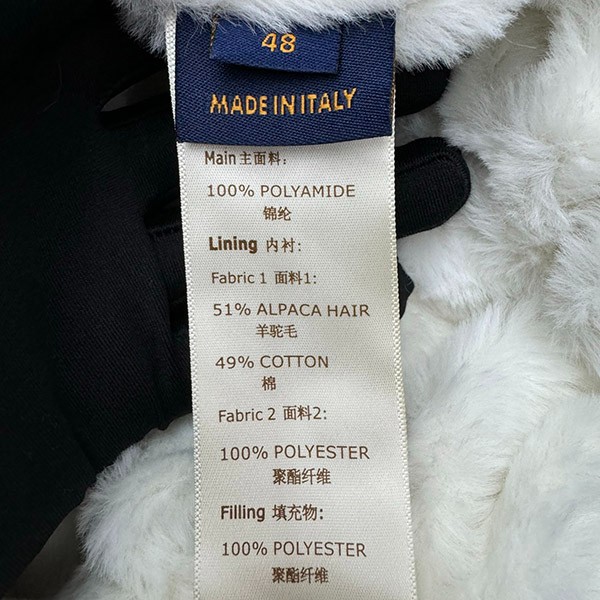 48
MADE IN ITALY
Main 主面料:
100% POLYAMIDE
锦纶
Lining 内衬:
Fabric 1 面料1:
51% ALPACA HAIR
羊驼毛
49% COTTON
棉
Fabric 2 面料2:
100% POLYESTER
聚酯纤维
Filling 填充物:
100% POLYESTER
聚酯纤维